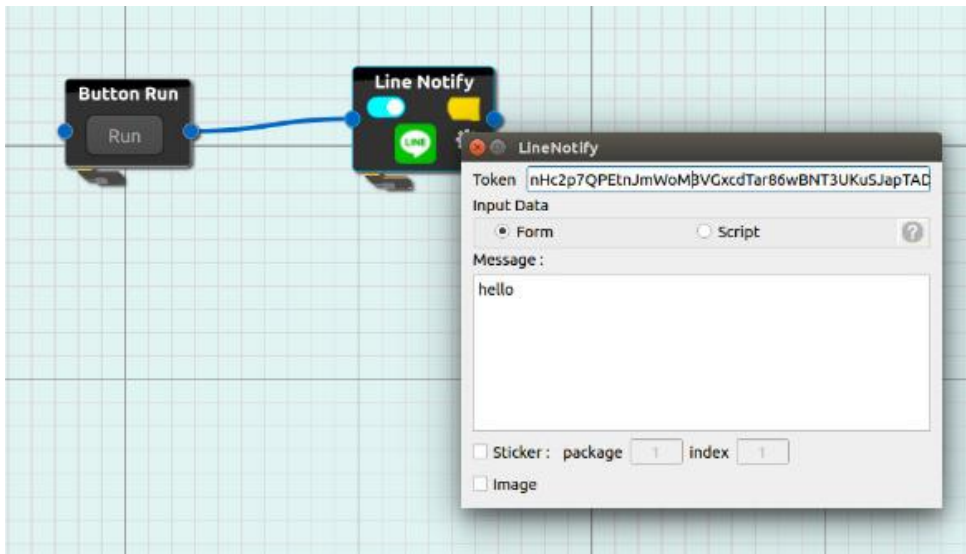 Button Run
Run
Line Notify
LINE
LineNotify
Token nHc2p7QPEtnJmWoM3VGxcdTar86wBNT3UKuSJapTAD
Input Data
Form Script ?
Message :
hello
Sticker : package 1 index 1
Image